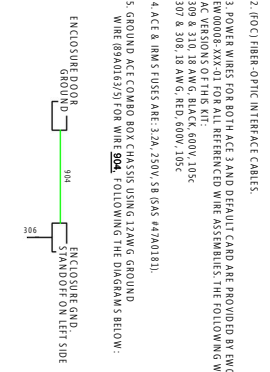 2. (FOC) FIBER-OPTIC INTERFACE CABLES.
3. POWER WIRES FOR BOTH ACE 3 AND DEFAULT CARD ARE PROVIDED BY EWC
EW00008-XXX-01 FOR ALL REFERENCED WIRE ASSEMBLIES. THE FOLLOWING W
AC VERSIONS OF THIS KIT:
309 & 310, 18 AWG, BLACK, 600V, 105c
307 & 308, 18 AWG, RED, 600V, 105c
4. ACE & IRMS FUSES ARE: 3.2A, 250V, SB (SAS #47A0181).
5. GROUND ACE COMBO BOX CHASSIS USING 12AWG GROUND
WIRE (89A0163/5) FOR WIRE 904, FOLLOWING THE DIAGRAMS BELOW:
ENCLOSURE DOOR
GROUND
904
ENCLOSURE GND.
STANDOFF ON LEFT SIDE
306